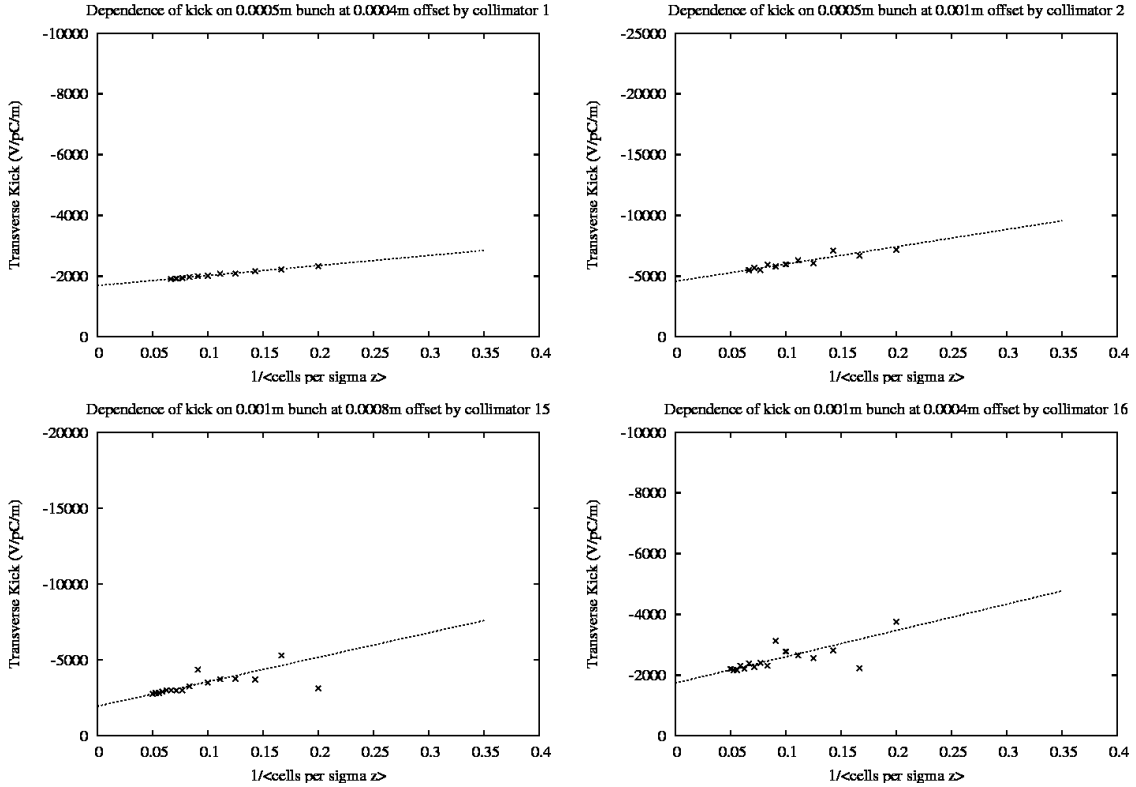 Dependence of kick on 0.0005m bunch at 0.0004m offset by collimator 1
-10000
-8000
-6000
-4000
-2000
0
Transverse Kick (V/pC/m)
0 0.05 0.1 0.15 0.2 0.25 0.3 0.35 0.4
1/<cells per sigma z>
Dependence of kick on 0.0005m bunch at 0.001m offset by collimator 2
-25000
-20000
-15000
-10000
-5000
0
Transverse Kick (V/pC/m)
0 0.05 0.1 0.15 0.2 0.25 0.3 0.35 0.4
1/<cells per sigma z>
Dependence of kick on 0.001m bunch at 0.0008m offset by collimator 15
-20000
-15000
-10000
-5000
0
Transverse Kick (V/pC/m)
0 0.05 0.1 0.15 0.2 0.25 0.3 0.35 0.4
1/<cells per sigma z>
Dependence of kick on 0.001m bunch at 0.0004m offset by collimator 16
-10000
-8000
-6000
-4000
-2000
0
Transverse Kick (V/pC/m)
0 0.05 0.1 0.15 0.2 0.25 0.3 0.35 0.4
1/<cells per sigma z>